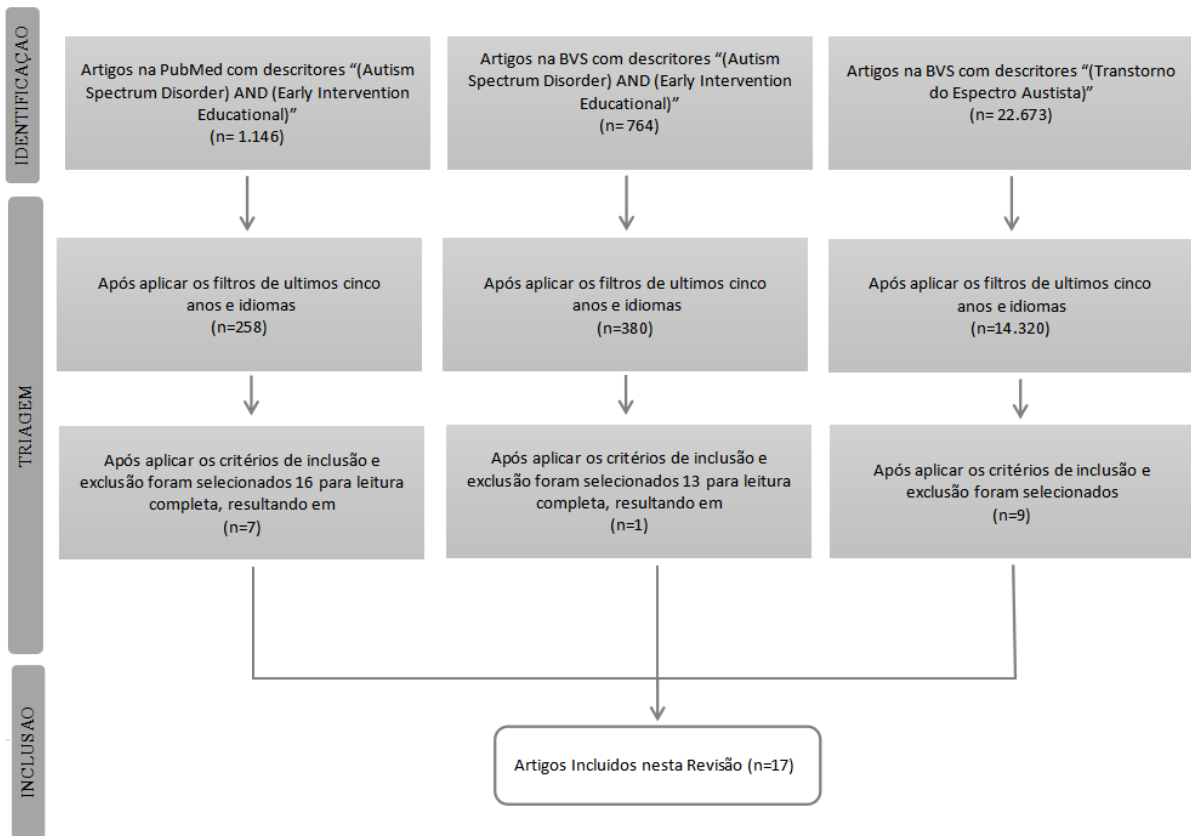 IDENTIFICAÇAO
Artigos na PubMed com descritores “(Autism
Spectrum Disorder) AND (Early Intervention
Educational)”
(n= 1.146)
Artigos na BVS com descritores “(Autism
Spectrum Disorder) AND (Early Intervention
Educational)”
(n= 764)
Artigos na BVS com descritores “(Transtorno
do Espectro Austista)”
(n= 22.673)
TRIAGEM
Após aplicar os filtros de ultimos cinco
anos e idiomas
(n=258)
Após aplicar os filtros de ultimos cinco
anos e idiomas
(n=380)
Após aplicar os filtros de ultimos cinco
anos e idiomas
(n=14.320)
Após aplicar os critérios de inclusão e
exclusão foram selecionados 16 para leitura
completa, resultando em
(n=7)
Após aplicar os critérios de inclusão e
exclusão foram selecionados 13 para leitura
completa, resultando em
(n=1)
Após aplicar os critérios de inclusão e
exclusão foram selecionados
(n=9)
INCLUSAO
Artigos Incluidos nesta Revisão (n=17)